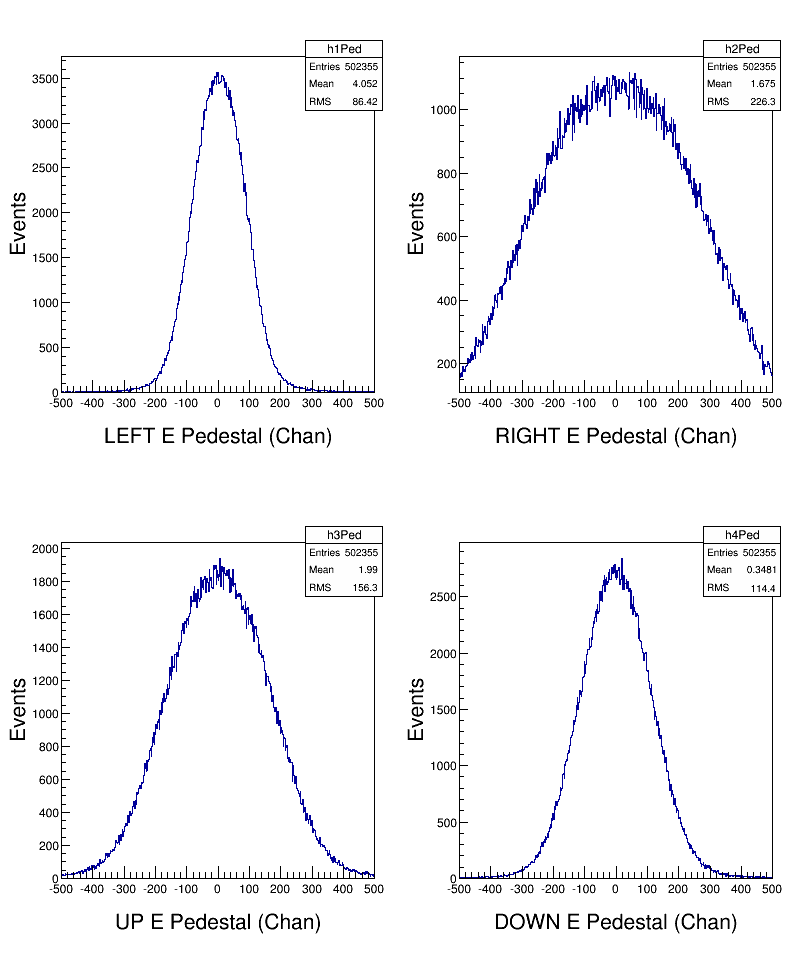 h1Ped
Entries 502355
Mean 4.052
RMS 86.42
3500
3000
2500
2000
1500
1000
500
0
Events
-500 -400 -300 -200 -100 0 100 200 300 400 500
LEFT E Pedestal (Chan)
h2Ped
Entries 502355
Mean 1.675
RMS 226.3
1000
800
600
400
200
Events
-500 -400 -300 -200 -100 0 100 200 300 400 500
RIGHT E Pedestal (Chan)
h3Ped
Entries 502355
Mean 1.99
RMS 156.3
2000
1800
1600
1400
1200
1000
800
600
400
200
0
Events
-500 -400 -300 -200 -100 0 100 200 300 400 500
UP E Pedestal (Chan)
h4Ped
Entries 502355
Mean 0.3481
RMS 114.4
2500
2000
1500
1000
500
0
Events
-500 -400 -300 -200 -100 0 100 200 300 400 500
DOWN E Pedestal (Chan)